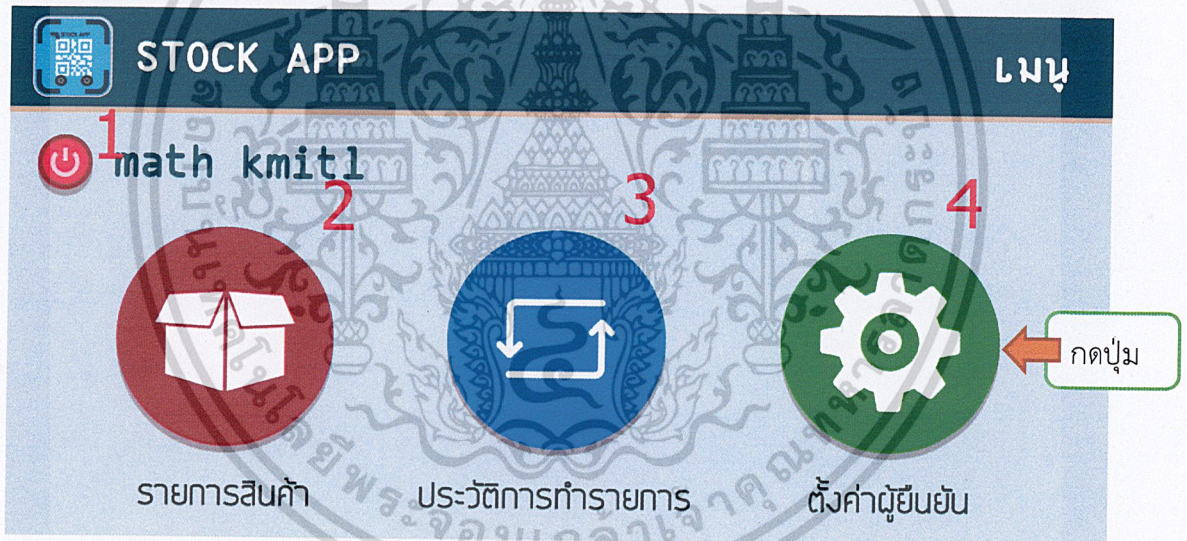 STOCK APP
เมนู
1
math kmitl
2
3
4
กดปุ่ม
รายการสินค้า
ประวัติการทำรายการ
ตั้งค่าผู้ยืนยัน